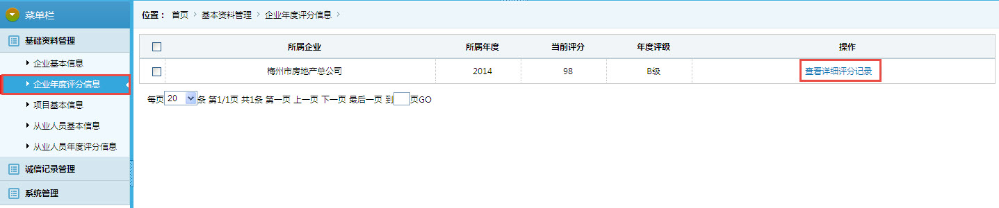 菜单栏
基础资料管理
企业基本信息
企业年度评分信息
项目基本信息
从业人员基本信息
从业人员年度评分信息
诚信记录管理
系统管理
位置： 首页 > 基本资料管理 > 企业年度评分信息 >
所属企业 所属年度 当前评分 年度评级 操作
梅州市房地产总公司 2014 98 B级 查看详细评分记录
每页 20 条 第1/1页 共1条 第一页 上一页 下一页 最后一页 到 页GO